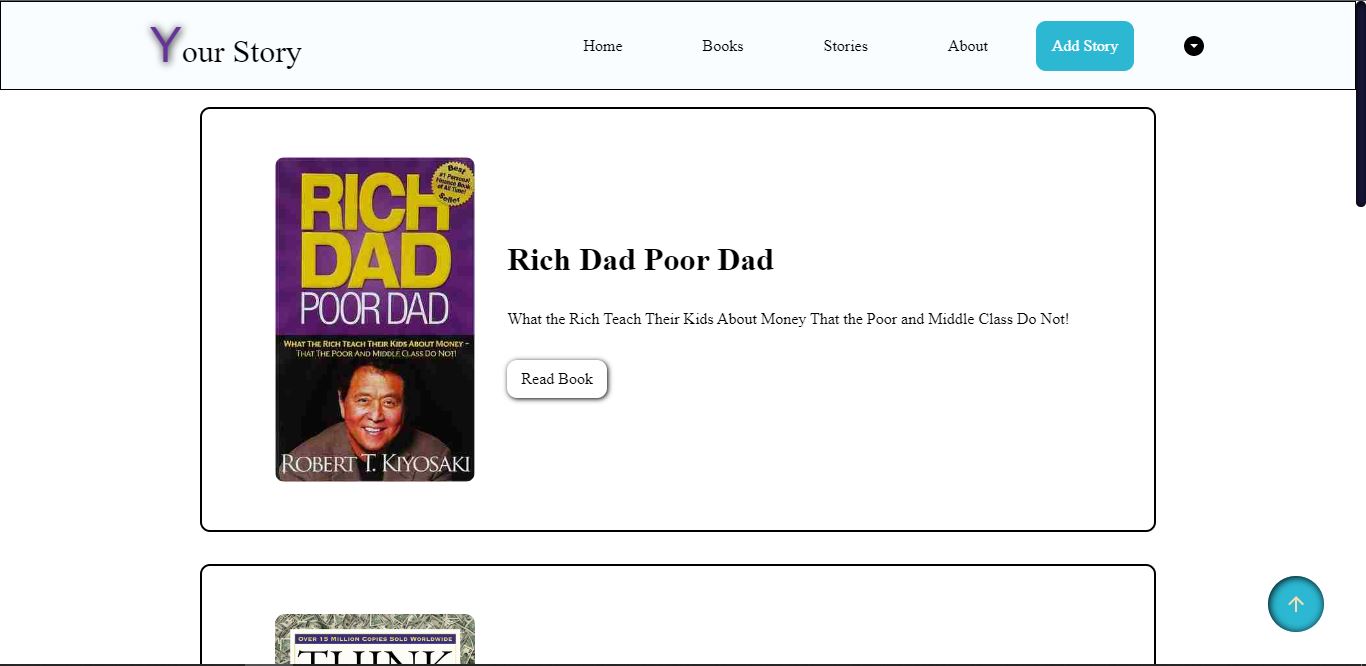 Your Story
Home
Books
Stories
About
Add Story
Best
#1 Personal
Finance Book
of All Time!
Seller
RICH
DAD
POOR DAD
WHAT THE RICH TEACH THEIR KIDS ABOUT MONEY –
THAT THE POOR AND MIDDLE CLASS DO NOT!
ROBERT T. KIYOSAKI
Rich Dad Poor Dad
What the Rich Teach Their Kids About Money That the Poor and Middle Class Do Not!
Read Book
OVER 15 MILLION COPIES SOLD WORLDWIDE
THINK